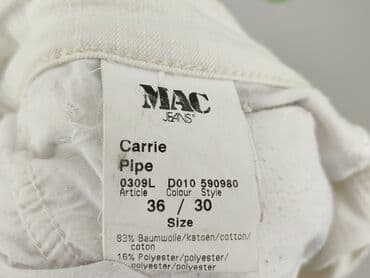 MAC
JEANS®
Carrie
Pipe
0309L D010 590980
Article Colour Style
36 / 30
Size
83% Baumwolle/katoen/cotton/
coton
16% Polyester/polyester/
polyester/polyester